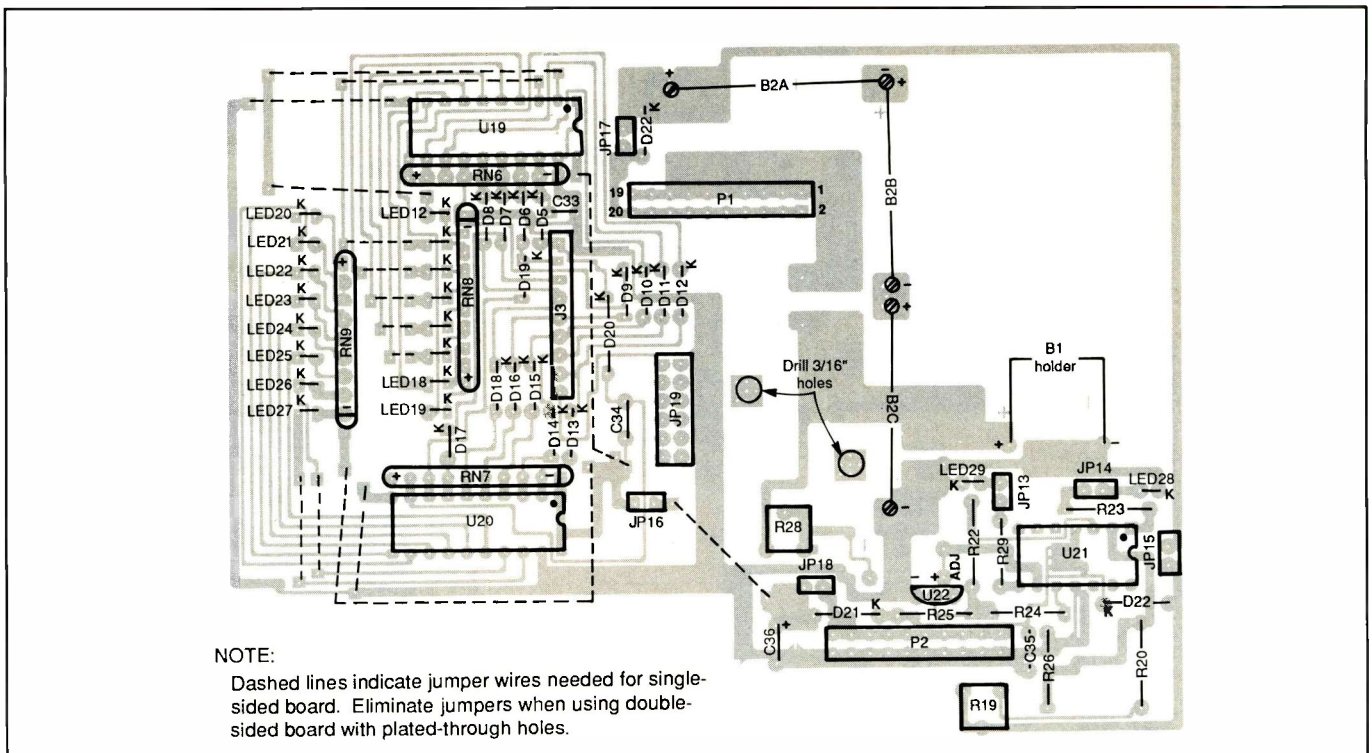 +
B2A
-
+
K
D22
JP17
U19
RN6
+
-
19
20
P1
1
2
B2B
LED20
K
LED21
K
LED22
K
LED23
K
LED24
K
LED25
K
LED26
K
LED27
K
+
RN9
-
LED12
K
LED18
K
LED19
K
-
RN8
+
D8
K
D7
K
D6
K
D5
K
C33
D19
K
J3
D9
K
D10
K
D11
K
D12
K
D20
K
D18
K
D16
K
D15
K
D14
K
D13
K
D17
K
C34
JP19
-
+
Drill 3/16"
holes
B2C
-
B1
holder
+
-
+
RN7
-
U20
JP16
R28
JP18
LED29
K
JP13
JP14
LED28
K
R23
R22
R29
U21
JP15
-
+
ADJ
U22
D21
K
R25
R24
D22
K
C36
+
P2
C35
R26
R20
R19
NOTE:
Dashed lines indicate jumper wires needed for single-
sided board. Eliminate jumpers when using double-
sided board with plated-through holes.